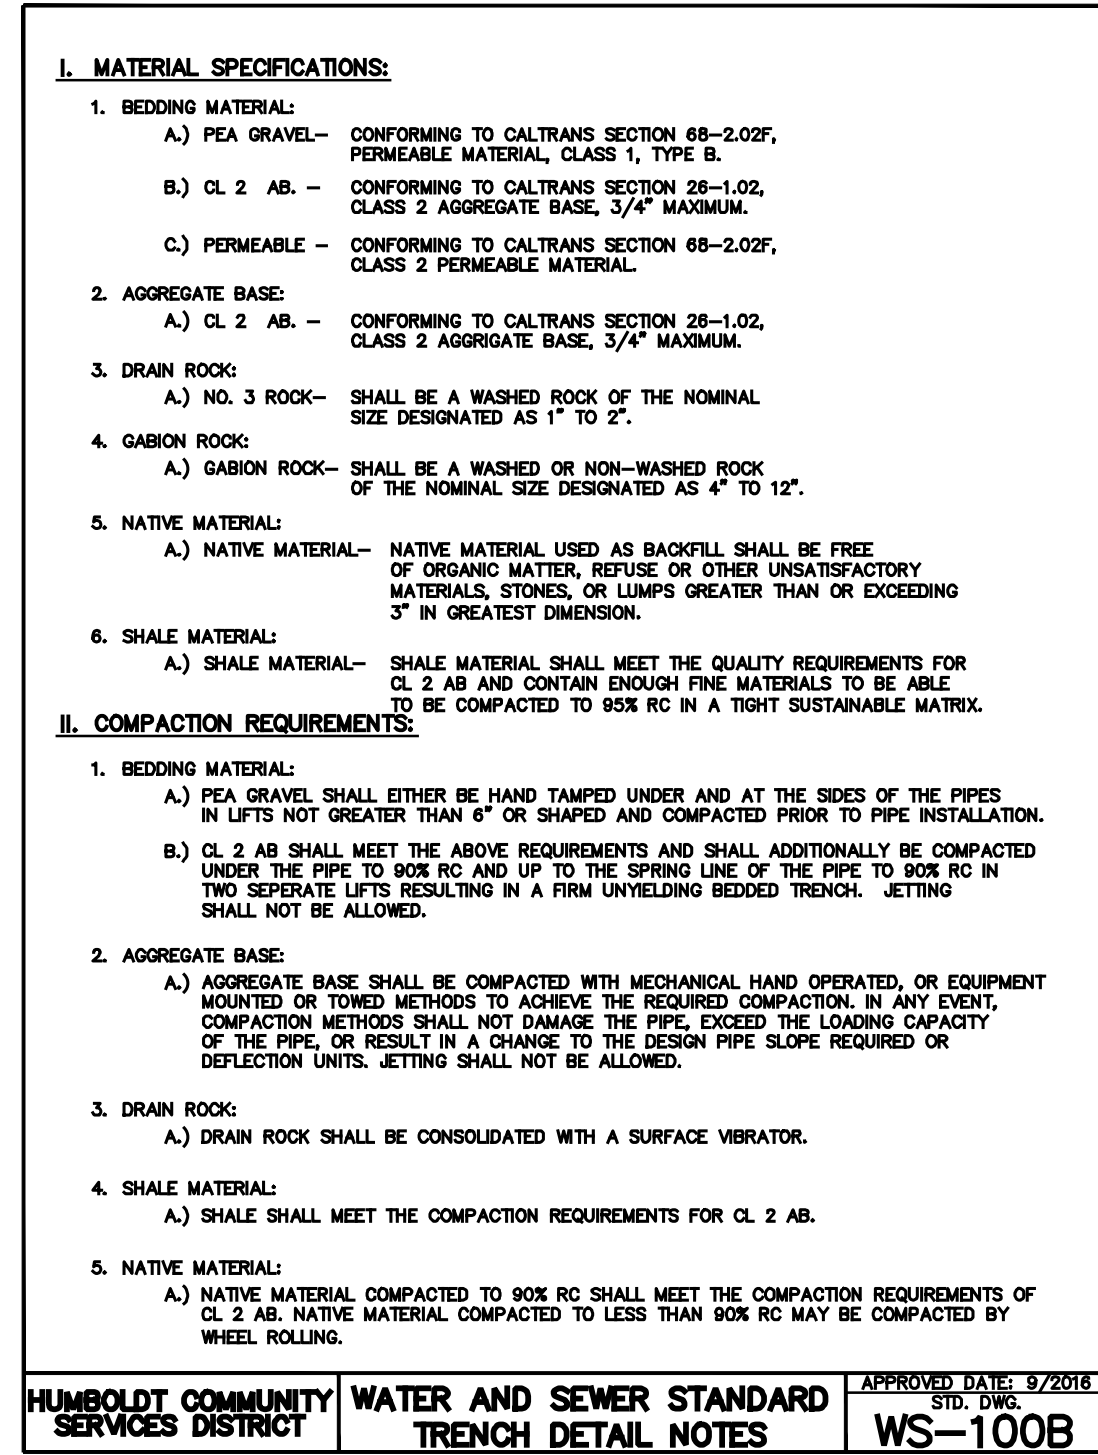 I. MATERIAL SPECIFICATIONS:
1. BEDDING MATERIAL:
A.) PEA GRAVEL— CONFORMING TO CALTRANS SECTION 68—2.02F,
PERMEABLE MATERIAL, CLASS 1, TYPE B.
B.) CL 2 AB. — CONFORMING TO CALTRANS SECTION 26—1.02,
CLASS 2 AGGREGATE BASE, 3/4" MAXIMUM.
C.) PERMEABLE — CONFORMING TO CALTRANS SECTION 68—2.02F,
CLASS 2 PERMEABLE MATERIAL.
2. AGGREGATE BASE:
A.) CL 2 AB. — CONFORMING TO CALTRANS SECTION 26—1.02,
CLASS 2 AGGRIGATE BASE, 3/4" MAXIMUM.
3. DRAIN ROCK:
A.) NO. 3 ROCK— SHALL BE A WASHED ROCK OF THE NOMINAL
SIZE DESIGNATED AS 1" TO 2".
4. GABION ROCK:
A.) GABION ROCK— SHALL BE A WASHED OR NON—WASHED ROCK
OF THE NOMINAL SIZE DESIGNATED AS 4" TO 12".
5. NATIVE MATERIAL:
A.) NATIVE MATERIAL— NATIVE MATERIAL USED AS BACKFILL SHALL BE FREE
OF ORGANIC MATTER, REFUSE OR OTHER UNSATISFACTORY
MATERIALS, STONES, OR LUMPS GREATER THAN OR EXCEEDING
3" IN GREATEST DIMENSION.
6. SHALE MATERIAL:
A.) SHALE MATERIAL— SHALE MATERIAL SHALL MEET THE QUALITY REQUIREMENTS FOR
CL 2 AB AND CONTAIN ENOUGH FINE MATERIALS TO BE ABLE
TO BE COMPACTED TO 95% RC IN A TIGHT SUSTAINABLE MATRIX.
II. COMPACTION REQUIREMENTS:
1. BEDDING MATERIAL:
A.) PEA GRAVEL SHALL EITHER BE HAND TAMPED UNDER AND AT THE SIDES OF THE PIPES
IN LIFTS NOT GREATER THAN 6" OR SHAPED AND COMPACTED PRIOR TO PIPE INSTALLATION.
B.) CL 2 AB SHALL MEET THE ABOVE REQUIREMENTS AND SHALL ADDITIONALLY BE COMPACTED
UNDER THE PIPE TO 90% RC AND UP TO THE SPRING LINE OF THE PIPE TO 90% RC IN
TWO SEPERATE LIFTS RESULTING IN A FIRM UNYIELDING BEDDED TRENCH. JETTING
SHALL NOT BE ALLOWED.
2. AGGREGATE BASE:
A.) AGGREGATE BASE SHALL BE COMPACTED WITH MECHANICAL HAND OPERATED, OR EQUIPMENT
MOUNTED OR TOWED METHODS TO ACHIEVE THE REQUIRED COMPACTION. IN ANY EVENT,
COMPACTION METHODS SHALL NOT DAMAGE THE PIPE, EXCEED THE LOADING CAPACITY
OF THE PIPE, OR RESULT IN A CHANGE TO THE DESIGN PIPE SLOPE REQUIRED OR
DEFLECTION UNITS. JETTING SHALL NOT BE ALLOWED.
3. DRAIN ROCK:
A.) DRAIN ROCK SHALL BE CONSOLIDATED WITH A SURFACE VIBRATOR.
4. SHALE MATERIAL:
A.) SHALE SHALL MEET THE COMPACTION REQUIREMENTS FOR CL 2 AB.
5. NATIVE MATERIAL:
A.) NATIVE MATERIAL COMPACTED TO 90% RC SHALL MEET THE COMPACTION REQUIREMENTS OF
CL 2 AB. NATIVE MATERIAL COMPACTED TO LESS THAN 90% RC MAY BE COMPACTED BY
WHEEL ROLLING.
HUMBOLDT COMMUNITY
SERVICES DISTRICT
WATER AND SEWER STANDARD
TRENCH DETAIL NOTES
APPROVED DATE: 9/2016
STD. DWG.
WS—100B